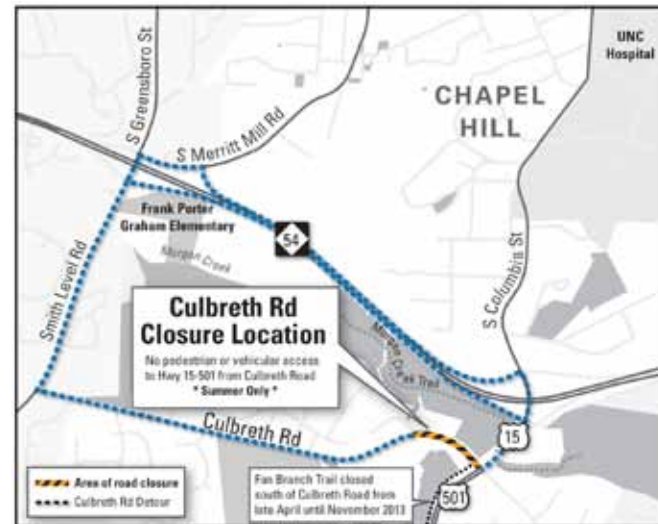 S Greensboro St
UNC
Hospital
CHAPEL
HILL
S Merritt Mill Rd
Frank Porter
Graham Elementary
54
Morgan Creek
Smith Level Rd
S Columbia St
Culbreth Rd
Closure Location
No pedestrian or vehicular access
to Hwy 15-501 from Culbreth Road
* Summer Only *
Morgan Creek Trail
Culbreth Rd
15
501
Area of road closure
Culbreth Rd Detour
Fan Branch Trail closed
south of Culbreth Road from
late April until November 2013